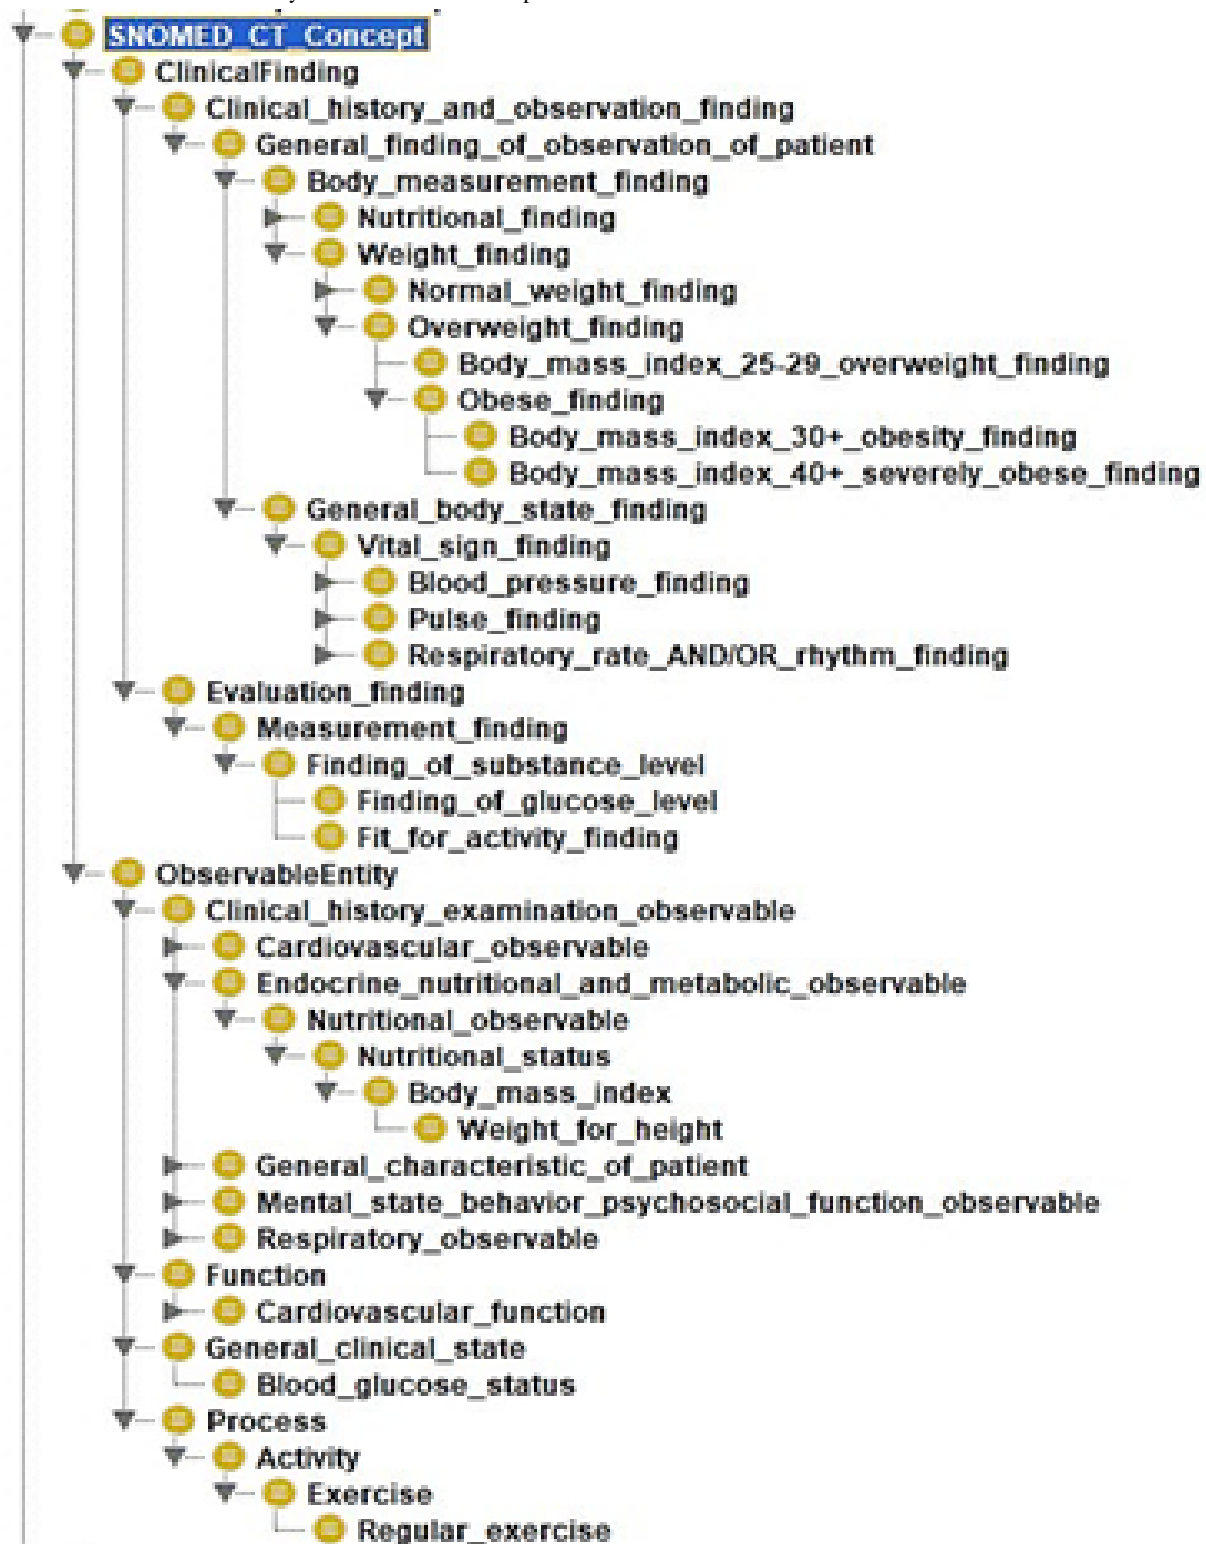 SNOMED_CT_Concept
ClinicalFinding
Clinical_history_and_observation_finding
General_finding_of_observation_of_patient
Body_measurement_finding
Nutritional_finding
Weight_finding
Normal_weight_finding
Overweight_finding
Body_mass_index_25-29_overweight_finding
Obese_finding
Body_mass_index_30+_obesity_finding
Body_mass_index_40+_severely_obese_finding
General_body_state_finding
Vital_sign_finding
Blood_pressure_finding
Pulse_finding
Respiratory_rate_AND/OR_rhythm_finding
Evaluation_finding
Measurement_finding
Finding_of_substance_level
Finding_of_glucose_level
Fit_for_activity_finding
ObservableEntity
Clinical_history_examination_observable
Cardiovascular_observable
Endocrine_nutritional_and_metabolic_observable
Nutritional_observable
Nutritional_status
Body_mass_index
Weight_for_height
General_characteristic_of_patient
Mental_state_behavior_psychosocial_function_observable
Respiratory_observable
Function
Cardiovascular_function
General_clinical_state
Blood_glucose_status
Process
Activity
Exercise
Regular_exercise